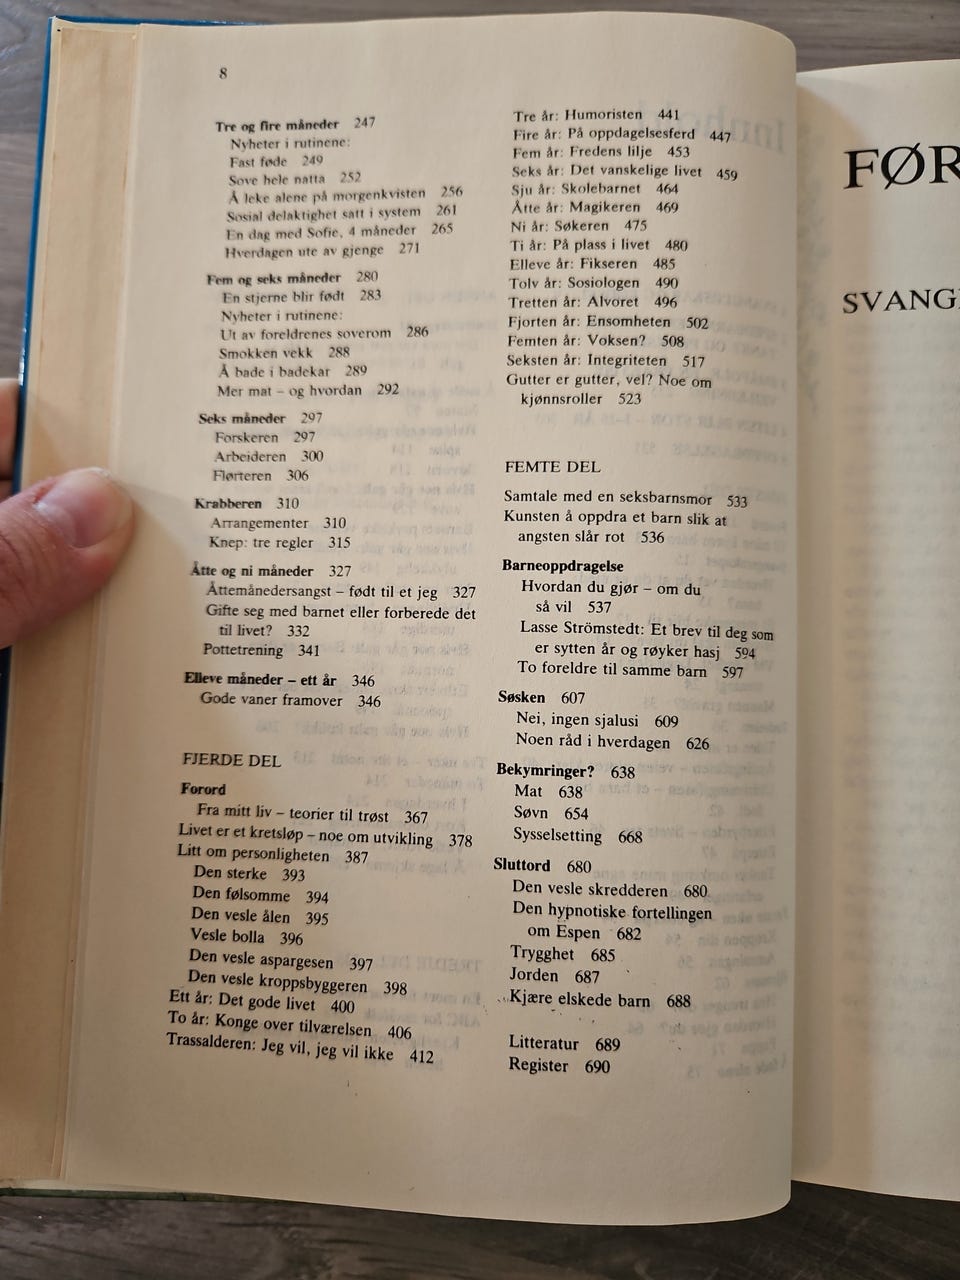 8
Tre og fire måneder 247
Nyheter i rutinene:
Fast føde 249
Sove hele natta 252
Å leke alene på morgenkvisten 256
Sosial delaktighet satt i system 261
En dag med Sofie, 4 måneder 265
Hverdagen ute av gjenge 271
Fem og seks måneder 280
En stjerne blir født 283
Nyheter i rutinene:
Ut av foreldrenes soverom 286
Smokken vekk 288
Å bade i badekar 289
Mer mat – og hvordan 292
Seks måneder 297
Forskeren 297
Arbeideren 300
Flørteren 306
Krabberen 310
Arrangementer 310
Knep: tre regler 315
Åtte og ni måneder 327
Åttemånedersangst – født til et jeg 327
Gifte seg med barnet eller forberede det
til livet? 332
Pottetrening 341
Elleve måneder – ett år 346
Gode vaner framover 346
FJERDE DEL
Forord
Fra mitt liv – teorier til trøst 367
Livet er et kretsløp – noe om utvikling 378
Litt om personligheten 387
Den sterke 393
Den følsomme 394
Den vesle ålen 395
Vesle bolla 396
Den vesle aspargesen 397
Den vesle kroppsbyggeren 398
Ett år: Det gode livet 400
To år: Konge over tilværelsen 406
Trassalderen: Jeg vil, jeg vil ikke 412
Tre år: Humoristen 441
Fire år: På oppdagelsesferd 447
Fem år: Fredens lilje 453
Seks år: Det vanskelige livet 459
Sju år: Skolebarnet 464
Åtte år: Magikeren 469
Ni år: Søkeren 475
Ti år: På plass i livet 480
Elleve år: Fikseren 485
Tolv år: Sosiologen 490
Tretten år: Alvoret 496
Fjorten år: Ensomheten 502
Femten år: Voksen? 508
Seksten år: Integriteten 517
Gutter er gutter, vel? Noe om
kjønnsroller 523
FEMTE DEL
Samtale med en seksbarnsmor 533
Kunsten å oppdra et barn slik at
angsten slår rot 536
Barneoppdragelse
Hvordan du gjør – om du
så vil 537
Lasse Strömstedt: Et brev til deg som
er sytten år og røyker hasj 594
To foreldre til samme barn 597
Søsken 607
Nei, ingen sjalusi 609
Noen råd i hverdagen 626
Bekymringer? 638
Mat 638
Søvn 654
Sysselsetting 668
Sluttord 680
Den vesle skredderen 680
Den hypnotiske fortellingen
om Espen 682
Trygghet 685
Jorden 687
Kjære elskede barn 688
Litteratur 689
Register 690
FØR
SVANG